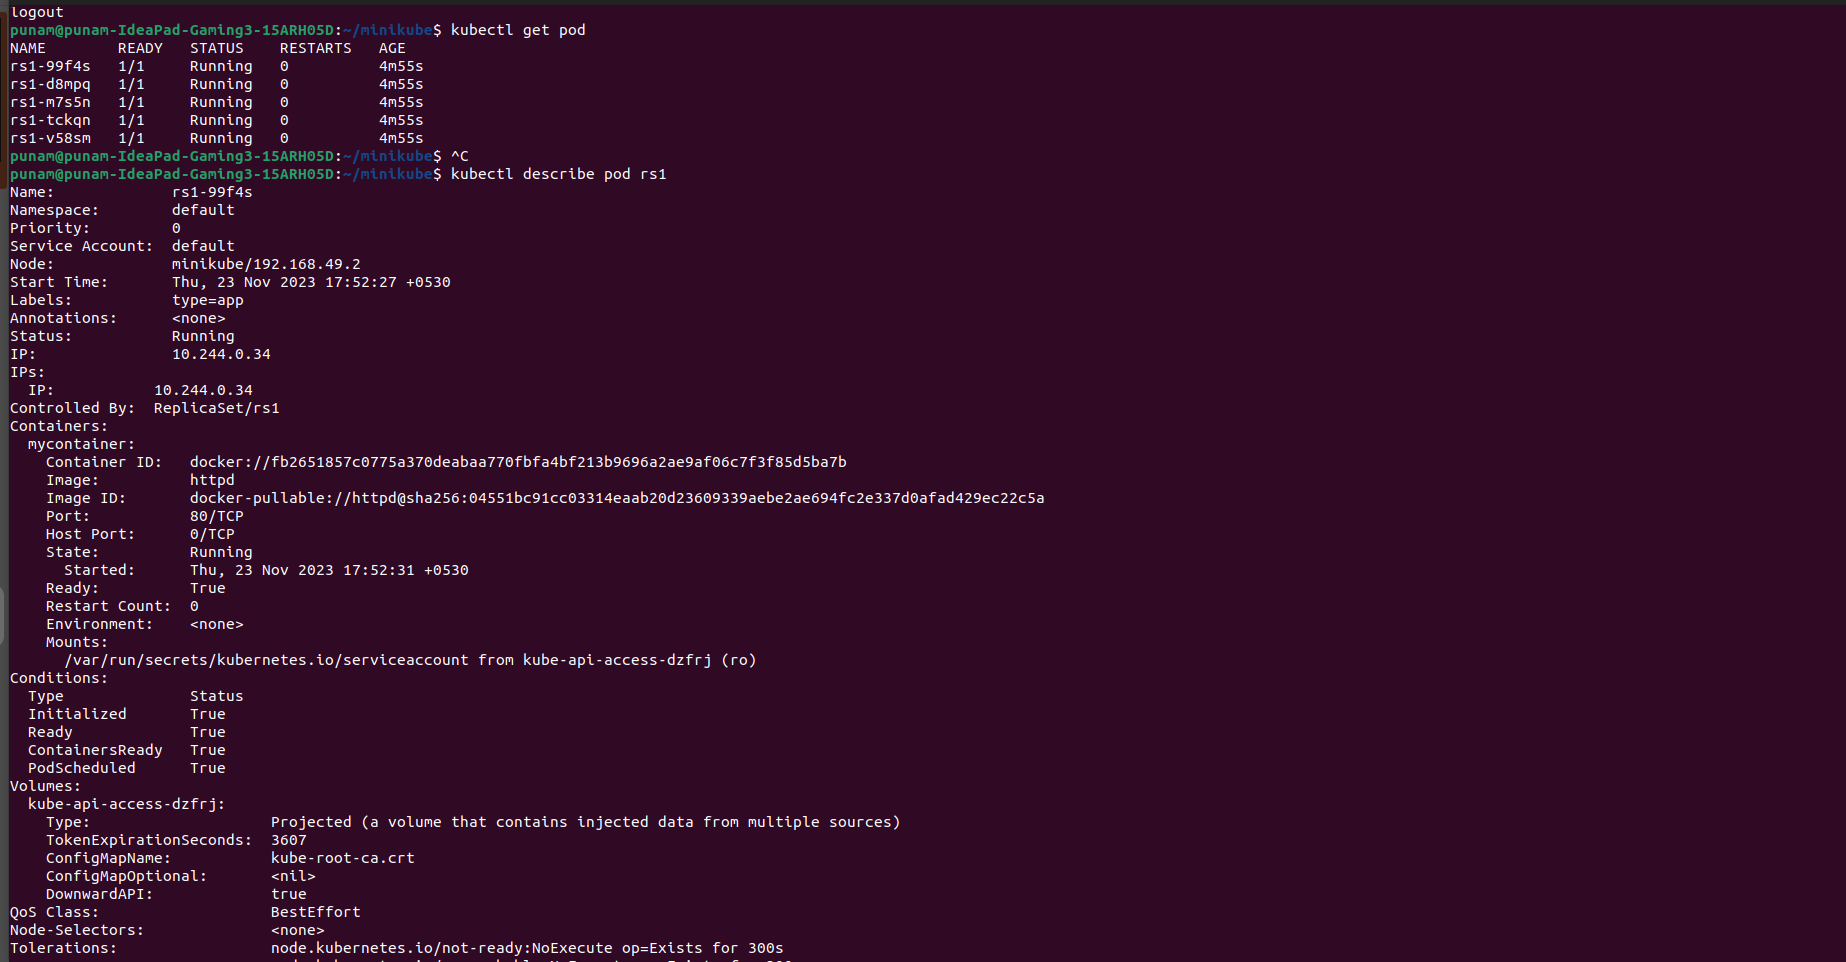 logout
punam@punam-IdeaPad-Gaming3-15ARH05D:~/minikube$ kubectl get pod
NAME        READY   STATUS    RESTARTS   AGE
rs1-99f4s   1/1     Running   0          4m55s
rs1-d8mpq   1/1     Running   0          4m55s
rs1-m7s5n   1/1     Running   0          4m55s
rs1-tckqn   1/1     Running   0          4m55s
rs1-v58sm   1/1     Running   0          4m55s
punam@punam-IdeaPad-Gaming3-15ARH05D:~/minikube$ ^C
punam@punam-IdeaPad-Gaming3-15ARH05D:~/minikube$ kubectl describe pod rs1
Name:             rs1-99f4s
Namespace:        default
Priority:         0
Service Account:  default
Node:             minikube/192.168.49.2
Start Time:       Thu, 23 Nov 2023 17:52:27 +0530
Labels:           type=app
Annotations:      <none>
Status:           Running
IP:               10.244.0.34
IPs:
  IP:           10.244.0.34
Controlled By:  ReplicaSet/rs1
Containers:
  mycontainer:
    Container ID:   docker://fb2651857c0775a370deabaa770fbfa4bf213b9696a2ae9af06c7f3f85d5ba7b
    Image:          httpd
    Image ID:       docker-pullable://httpd@sha256:04551bc91cc03314eaab20d23609339aebe2ae694fc2e337d0afad429ec22c5a
    Port:           80/TCP
    Host Port:      0/TCP
    State:          Running
      Started:      Thu, 23 Nov 2023 17:52:31 +0530
    Ready:          True
    Restart Count:  0
    Environment:    <none>
    Mounts:
      /var/run/secrets/kubernetes.io/serviceaccount from kube-api-access-dzfrj (ro)
Conditions:
  Type              Status
  Initialized       True
  Ready             True
  ContainersReady   True
  PodScheduled      True
Volumes:
  kube-api-access-dzfrj:
    Type:                    Projected (a volume that contains injected data from multiple sources)
    TokenExpirationSeconds:  3607
    ConfigMapName:           kube-root-ca.crt
    ConfigMapOptional:       <nil>
    DownwardAPI:             true
QoS Class:                   BestEffort
Node-Selectors:              <none>
Tolerations:                 node.kubernetes.io/not-ready:NoExecute op=Exists for 300s